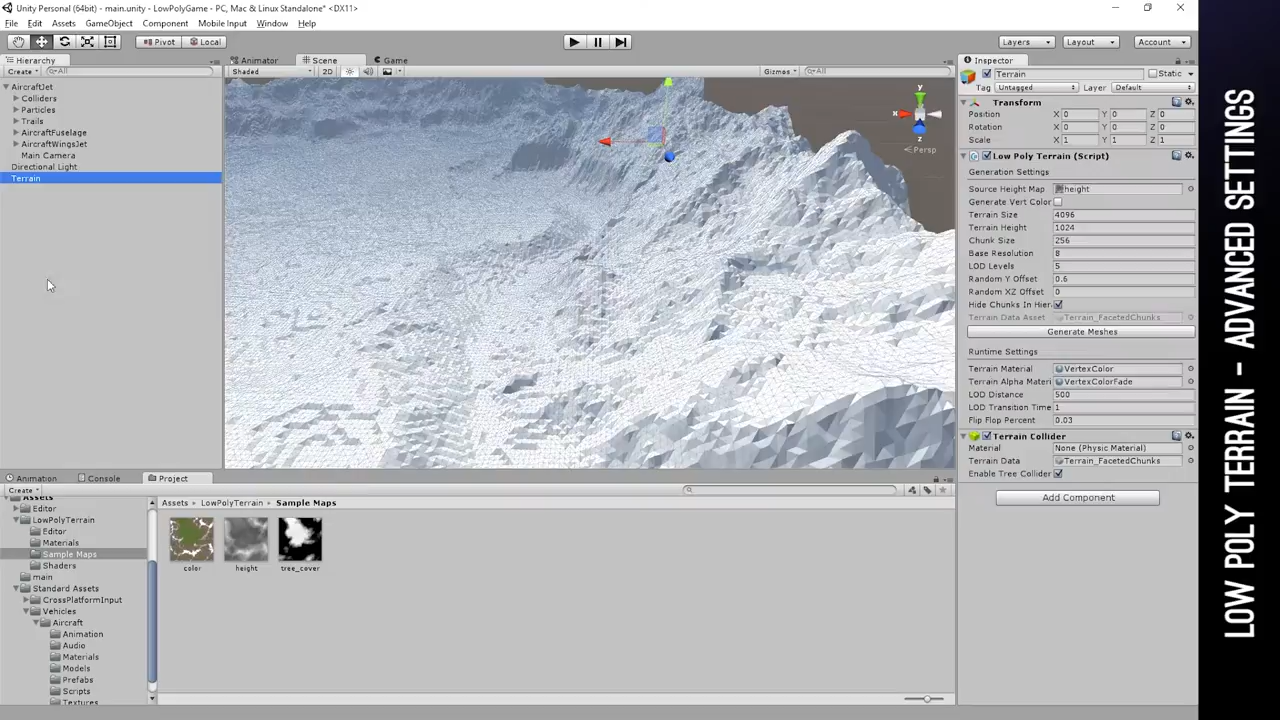 Unity Personal (64bit) - main.unity - LowPolyGame - PC, Mac & Linux Standalone* <DX11>
File Edit Assets GameObject Component Mobile Input Window Help
Pivot Local
Layers Layout Account
Hierarchy
Create All
AircraftJet
Colliders
Particles
Trails
AircraftFuselage
AircraftWingsJet
Main Camera
Directional Light
Terrain
Animator Scene Game
Shaded 2D Gizmos All
y
x
z
Persp
Inspector
Terrain Static
Tag Untagged Layer Default
Transform
Position X 0 Y 0 Z 0
Rotation X 0 Y 0 Z 0
Scale X 1 Y 1 Z 1
Low Poly Terrain (Script)
Generation Settings
Source Height Map height
Generate Vert Color
Terrain Size 4096
Terrain Height 1024
Chunk Size 256
Base Resolution 8
LOD Levels 5
Random Y Offset 0.6
Random XZ Offset 0
Hide Chunks In Hier
Terrain Data Asset Terrain_FacetedChunks
Generate Meshes
Runtime Settings
Terrain Material VertexColor
Terrain Alpha Materi VertexColorFade
LOD Distance 500
LOD Transition Time 1
Flip Flop Percent 0.03
Terrain Collider
Material None (Physic Material)
Terrain Data Terrain_FacetedChunks
Enable Tree Collider
Add Component
Animation Console Project
Create
Assets
Editor
LowPolyTerrain
Editor
Materials
Sample Maps
Shaders
main
Standard Assets
CrossPlatformInput
Vehicles
Aircraft
Animation
Audio
Materials
Models
Prefabs
Scripts
Textures
Assets LowPolyTerrain Sample Maps
color height tree_cover
LOW POLY TERRAIN - ADVANCED SETTINGS